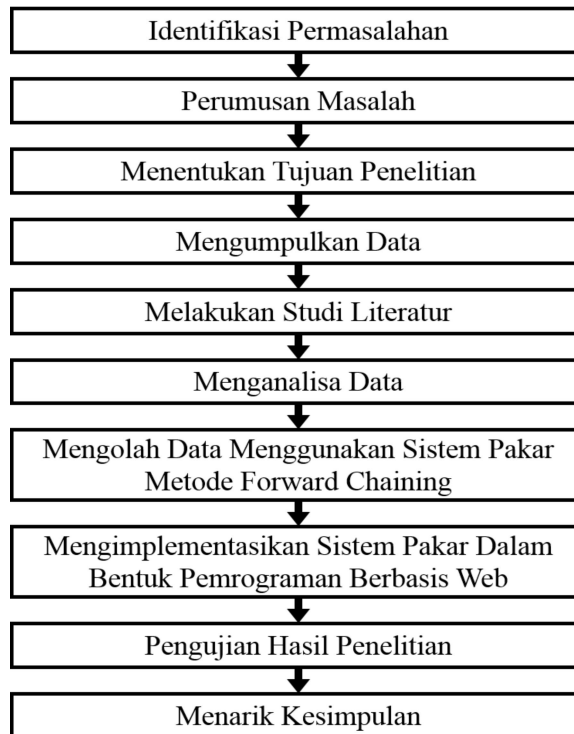 Identifikasi Permasalahan
Perumusan Masalah
Menentukan Tujuan Penelitian
Mengumpulkan Data
Melakukan Studi Literatur
Menganalisa Data
Mengolah Data Menggunakan Sistem Pakar
Metode Forward Chaining
Mengimplementasikan Sistem Pakar Dalam
Bentuk Pemrograman Berbasis Web
Pengujian Hasil Penelitian
Menarik Kesimpulan